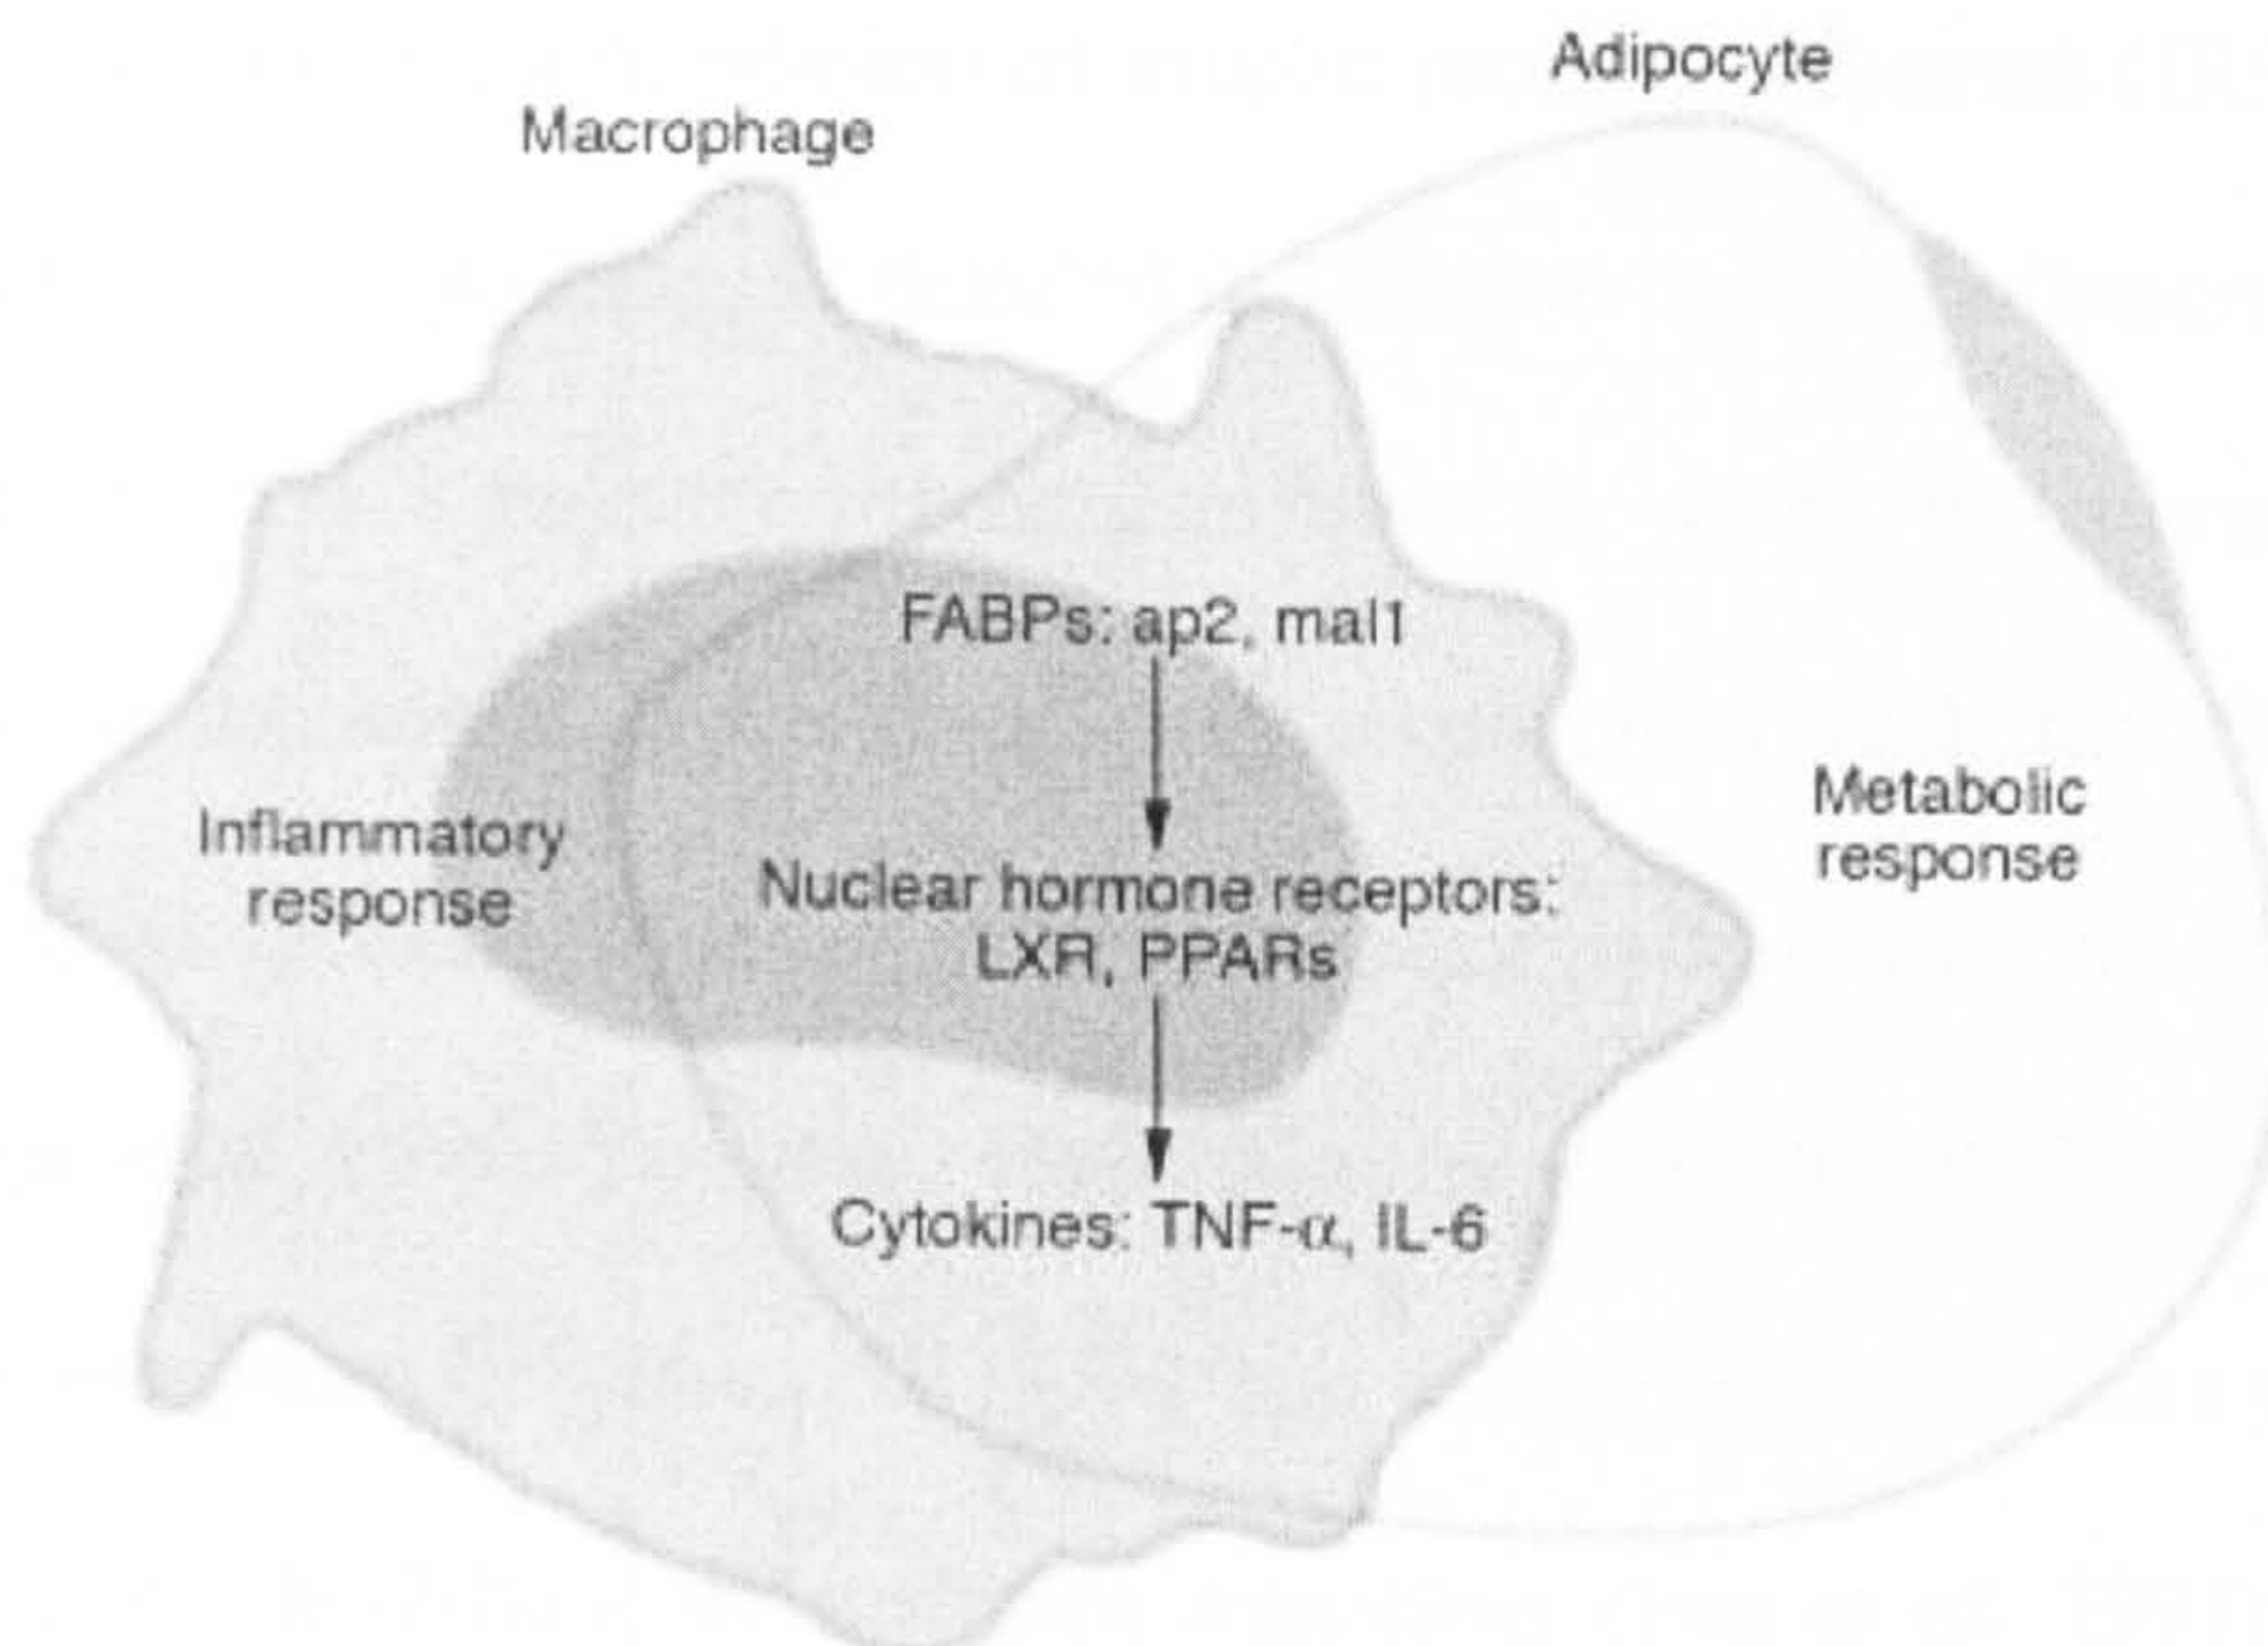 Adipocyte
Macrophage
FABPs: ap2, mal1
Metabolic
response
Inflammatory
response
Nuclear hormone receptors:
LXR, PPARs
Cytokines: TNF-α, IL-6